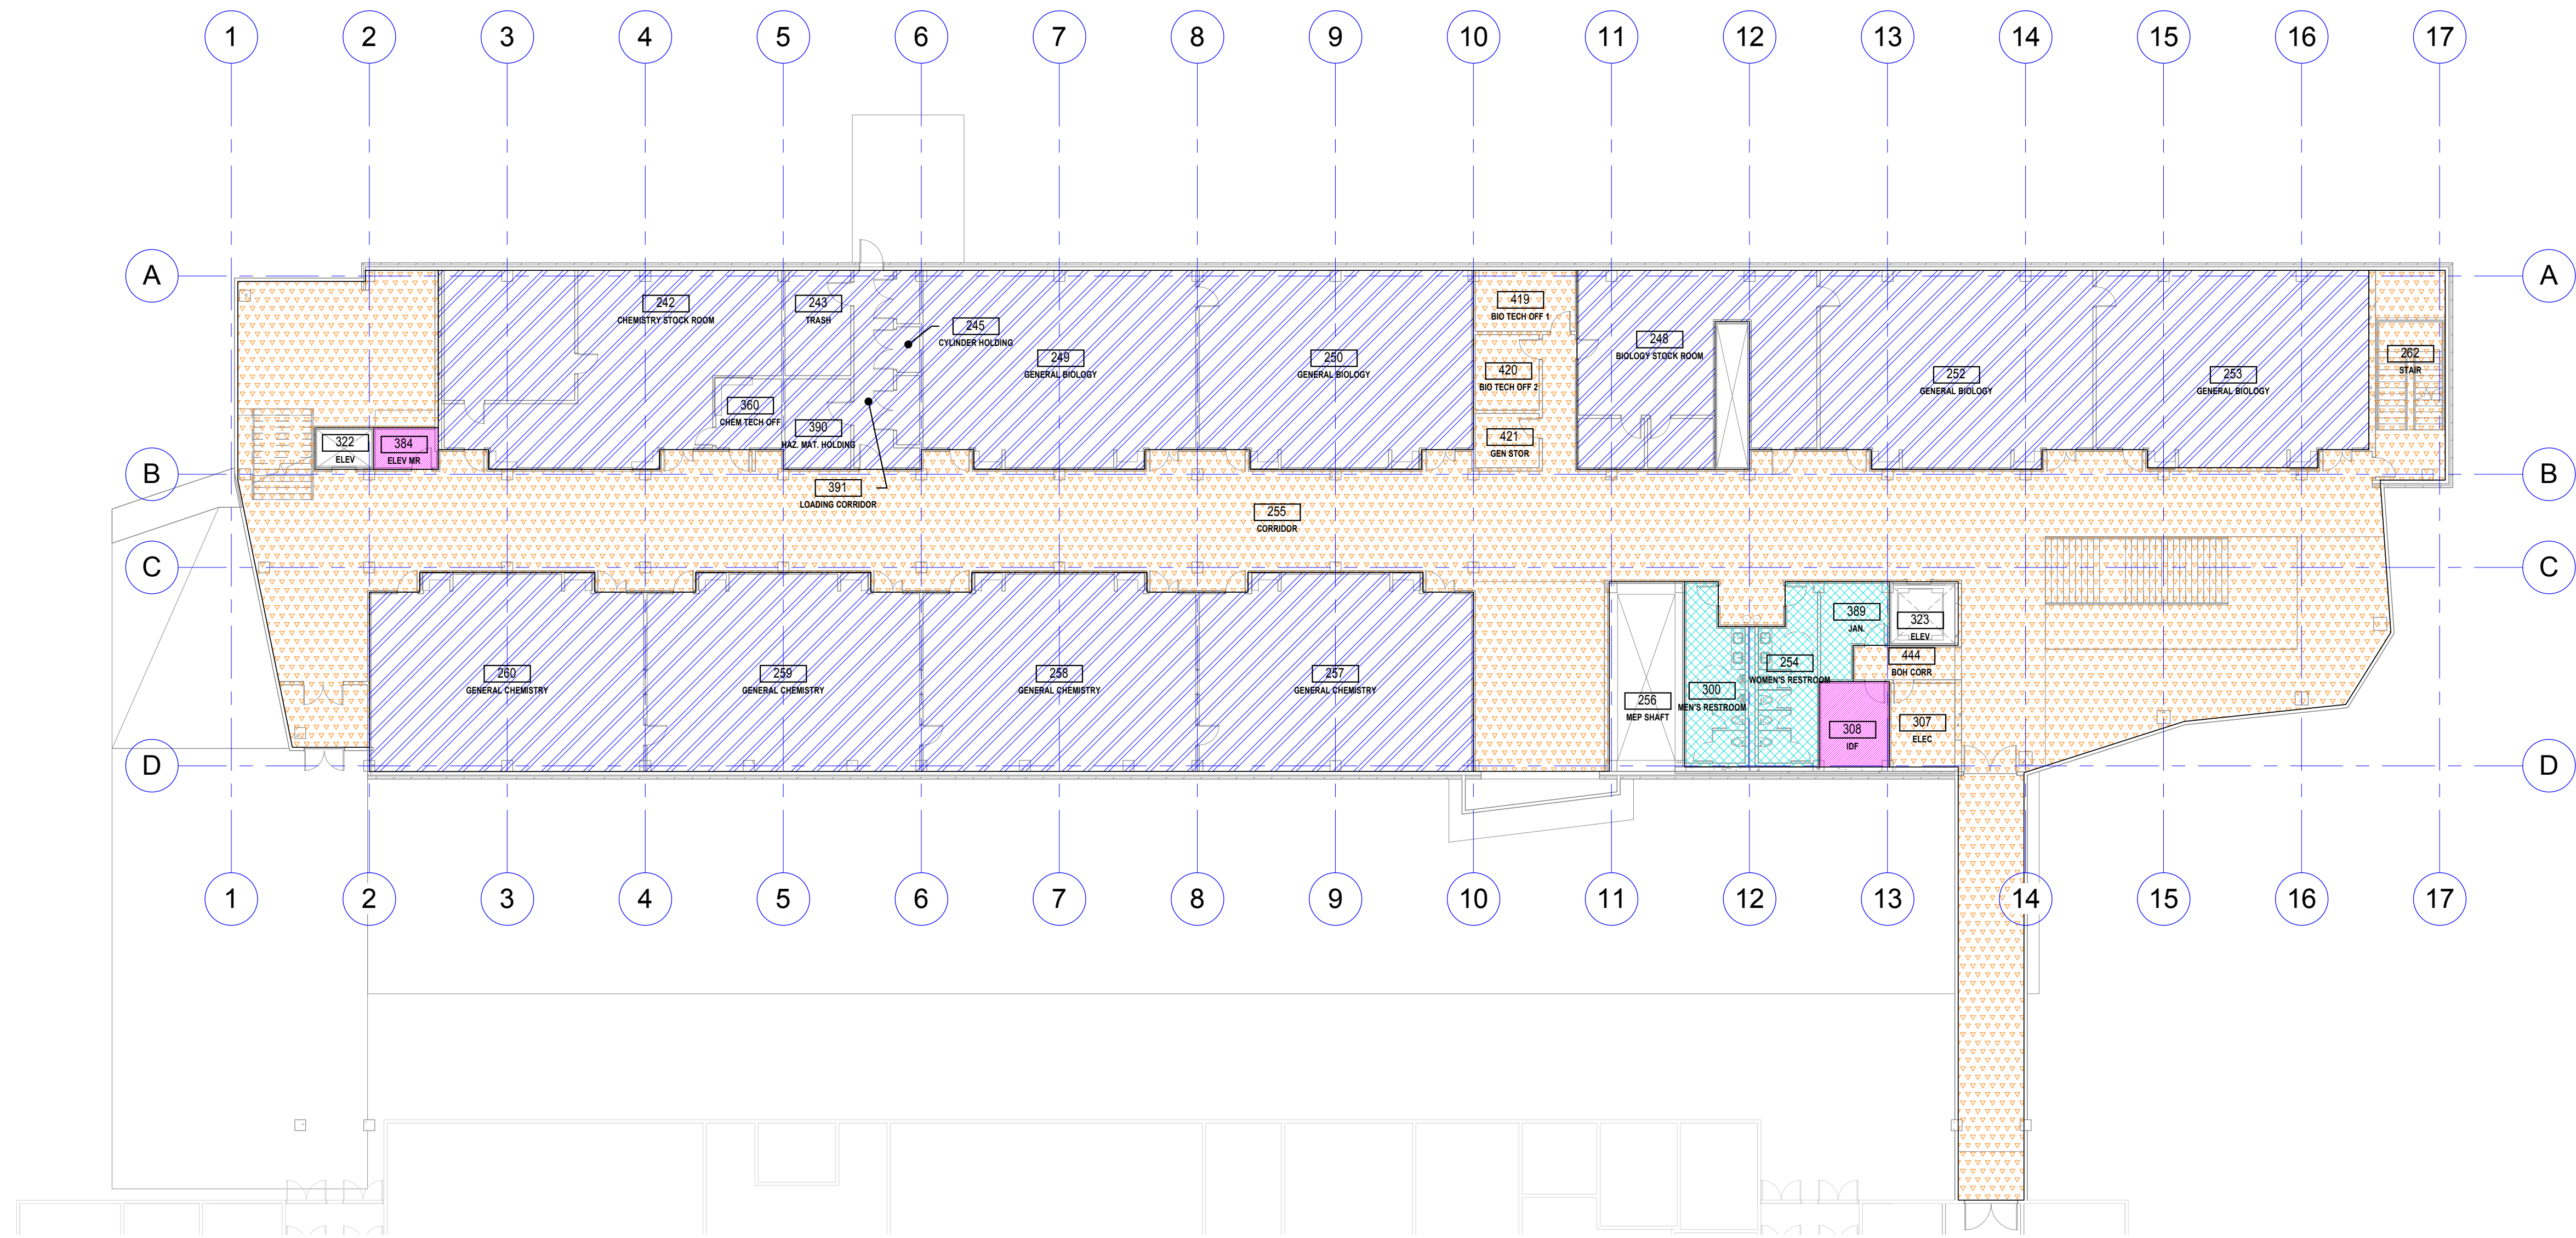 1 2 3 4 5 6 7 8 9 10 11 12 13 14 15 16 17
A A
242
CHEMISTRY STOCK ROOM
243
TRASH
245
CYLINDER HOLDING
249
GENERAL BIOLOGY
250
GENERAL BIOLOGY
419
BIO TECH OFF 1
420
BIO TECH OFF 2
421
GEN STOR
248
BIOLOGY STOCK ROOM
252
GENERAL BIOLOGY
253
GENERAL BIOLOGY
262
STAIR
360
CHEM TECH OFF
390
HAZ. MAT. HOLDING
322
ELEV
384
ELEV MR
B B
391
LOADING CORRIDOR
255
CORRIDOR
C C
260
GENERAL CHEMISTRY
259
GENERAL CHEMISTRY
258
GENERAL CHEMISTRY
257
GENERAL CHEMISTRY
256
MEP SHAFT
300
MEN'S RESTROOM
254
WOMEN'S RESTROOM
389
JAN.
323
ELEV
444
BOH CORR
308
IDF
307
ELEC
D D
1 2 3 4 5 6 7 8 9 10 11 12 13 14 15 16 17